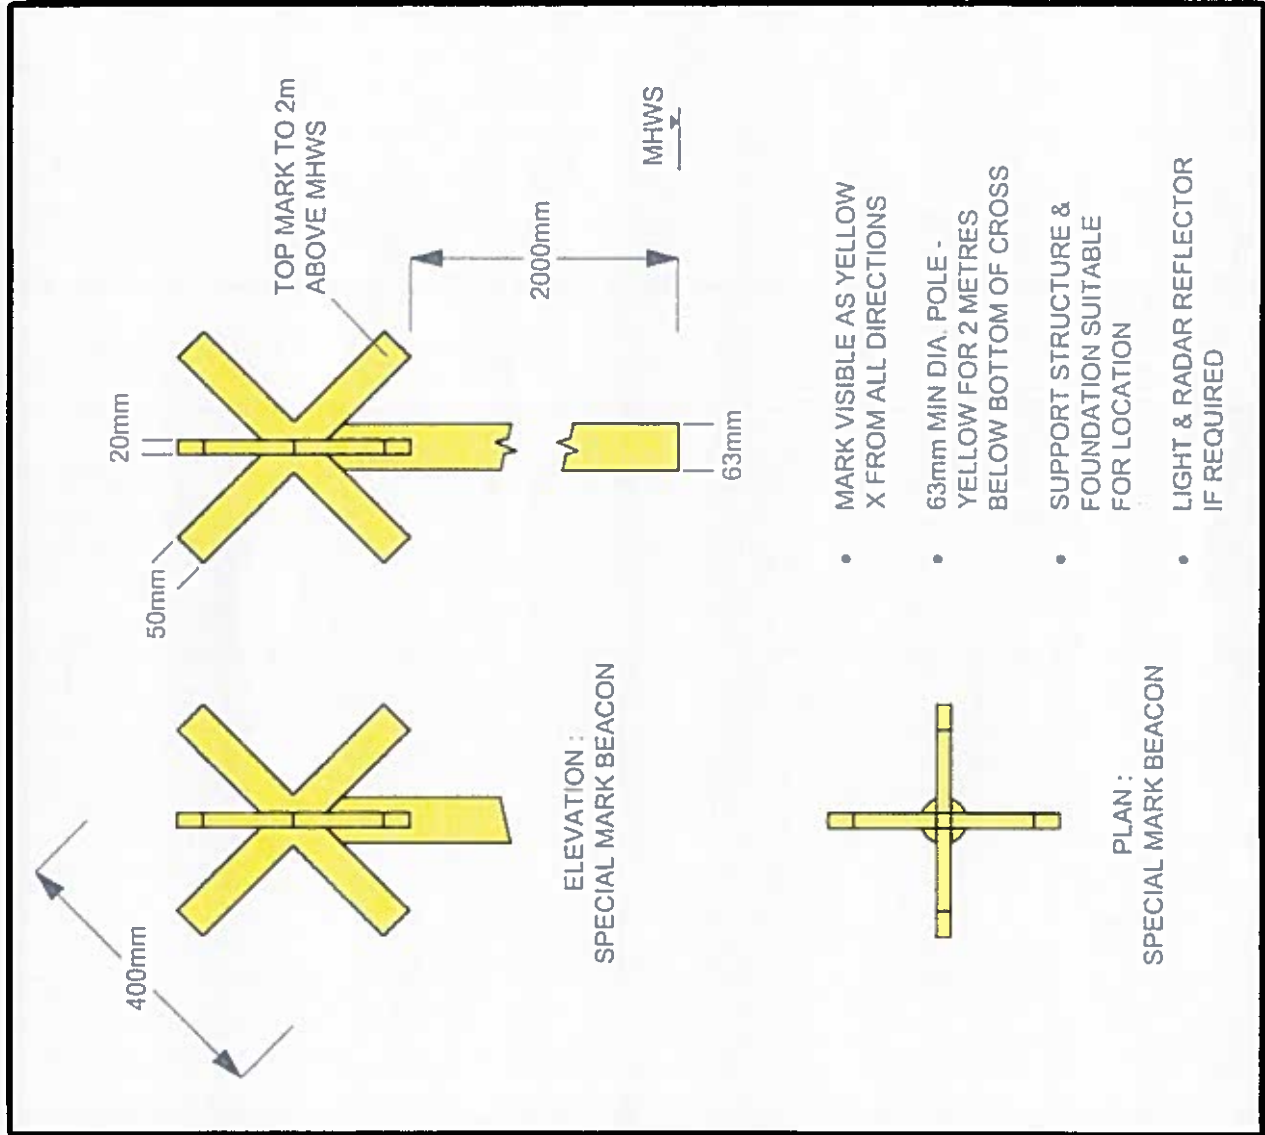 20mm
TOP MARK TO 2m
ABOVE MHWS
50mm
400mm
2000mm
MHWS
63mm
ELEVATION :
SPECIAL MARK BEACON
• MARK VISIBLE AS YELLOW
X FROM ALL DIRECTIONS
• 63mm MIN DIA. POLE -
YELLOW FOR 2 METRES
BELOW BOTTOM OF CROSS
• SUPPORT STRUCTURE &
FOUNDATION SUITABLE
FOR LOCATION
• LIGHT & RADAR REFLECTOR
IF REQUIRED
PLAN :
SPECIAL MARK BEACON